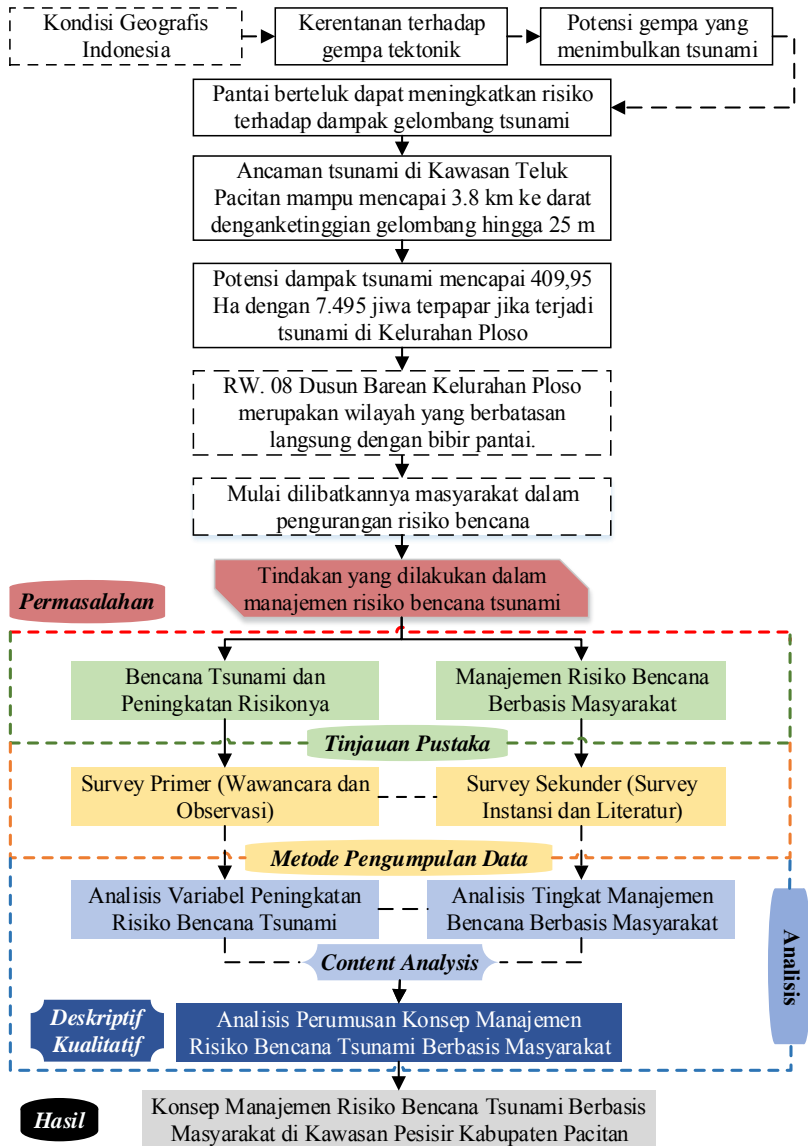 Kondisi Geografis
Indonesia
Kerentanan terhadap
gempa tektonik
Potensi gempa yang
menimbulkan tsunami
Pantai berteluk dapat meningkatkan risiko
terhadap dampak gelombang tsunami
Ancaman tsunami di Kawasan Teluk
Pacitan mampu mencapai 3.8 km ke darat
denganketinggian gelombang hingga 25 m
Potensi dampak tsunami mencapai 409,95
Ha dengan 7.495 jiwa terpapar jika terjadi
tsunami di Kelurahan Ploso
RW. 08 Dusun Barean Kelurahan Ploso
merupakan wilayah yang berbatasan
langsung dengan bibir pantai.
Mulai dilibatkannya masyarakat dalam
pengurangan risiko bencana
Tindakan yang dilakukan dalam
manajemen risiko bencana tsunami
Permasalahan
Bencana Tsunami dan
Peningkatan Risikonya
Manajemen Risiko Bencana
Berbasis Masyarakat
Tinjauan Pustaka
Survey Primer (Wawancara dan
Observasi)
Survey Sekunder (Survey
Instansi dan Literatur)
Metode Pengumpulan Data
Analisis Variabel Peningkatan
Risiko Bencana Tsunami
Analisis Tingkat Manajemen
Bencana Berbasis Masyarakat
Content Analysis
Analisis
Deskriptif
Kualitatif
Analisis Perumusan Konsep Manajemen
Risiko Bencana Tsunami Berbasis Masyarakat
Hasil
Konsep Manajemen Risiko Bencana Tsunami Berbasis
Masyarakat di Kawasan Pesisir Kabupaten Pacitan